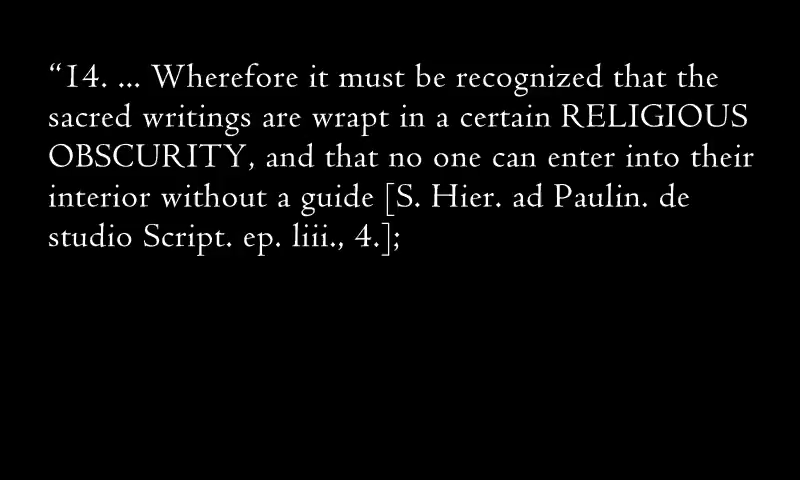 “14. ... Wherefore it must be recognized that the
sacred writings are wrapt in a certain RELIGIOUS
OBSCURITY, and that no one can enter into their
interior without a guide [S. Hier. ad Paulin. de
studio Script. ep. liii., 4.];